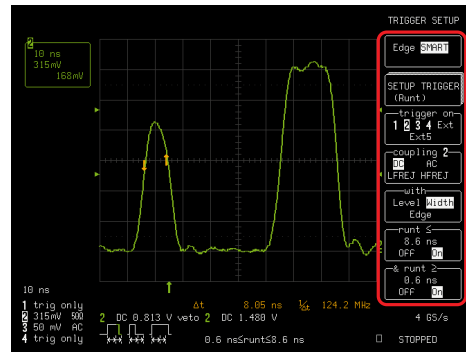 TRIGGER SETUP
2
10 ns
315mV
168mV
Edge SMART
SETUP TRIGGER
(Runt)
trigger on
1 2 3 4 Ext
Ext5
coupling 2
DC AC
LFREJ HFREJ
with
Level Width
Edge
runt ≤
8.6 ns
OFF On
& runt ≥
0.6 ns
OFF On
10 ns
1 trig only
2 315mV 50Ω
3 50 mV AC
4 trig only
Δt 8.05 ns 1/Δt 124.2 MHz
2 DC 0.813 V veto 2 DC 1.480 V
0.6 ns≤runt≤8.6 ns
4 GS/s
STOPPED